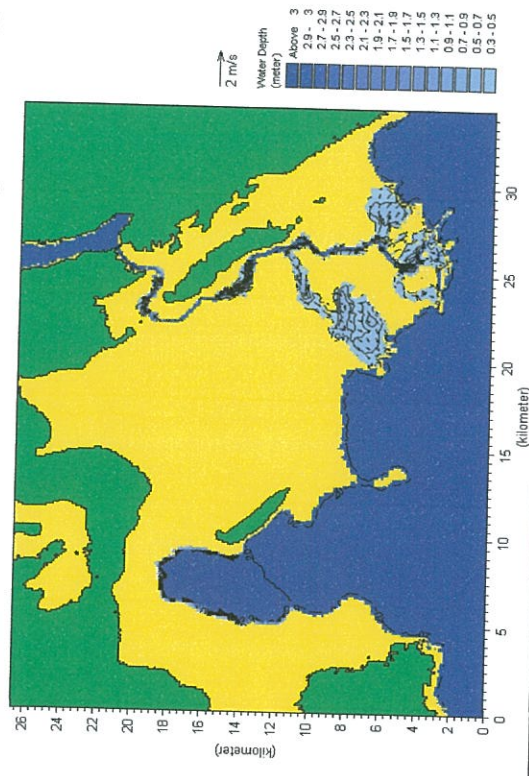 2 m/s
Water Depth
(meter)
Above 3
2.9 - 3
2.7 - 2.9
2.5 - 2.7
2.3 - 2.5
2.1 - 2.3
1.9 - 2.1
1.7 - 1.9
1.5 - 1.7
1.3 - 1.5
1.1 - 1.3
0.9 - 1.1
0.7 - 0.9
0.5 - 0.7
0.3 - 0.5
26
24
22
20
18
16
14
12
10
8
6
4
2
0
(kilometer)
0
5
10
15
20
25
30
(kilometer)